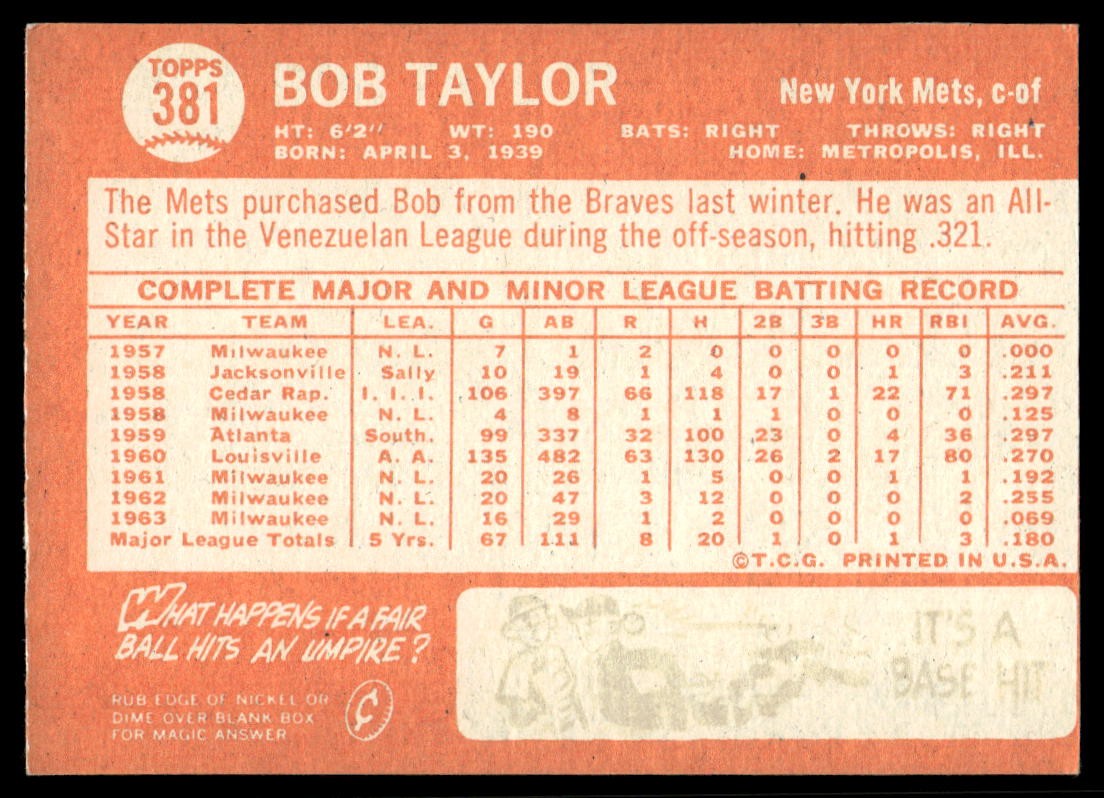 TOPPS
381
BOB TAYLOR
New York Mets, c-of
HT: 6'2" WT: 190 BATS: RIGHT THROWS: RIGHT
BORN: APRIL 3, 1939 HOME: METROPOLIS, ILL.
The Mets purchased Bob from the Braves last winter. He was an All-
Star in the Venezuelan League during the off-season, hitting .321.
COMPLETE MAJOR AND MINOR LEAGUE BATTING RECORD
YEAR TEAM LEA. G AB R H 2B 3B HR RBI AVG.
1957 Milwaukee N. L. 7 1 2 0 0 0 0 0 .000
1958 Jacksonville Sally 10 19 1 4 0 0 1 3 .211
1958 Cedar Rap. I. I. I. 106 397 66 118 17 1 22 71 .297
1958 Milwaukee N. L. 4 8 1 1 1 0 0 0 .125
1959 Atlanta South. 99 337 32 100 23 0 4 36 .297
1960 Louisville A. A. 135 482 63 130 26 2 17 80 .270
1961 Milwaukee N. L. 20 26 1 5 0 0 1 1 .192
1962 Milwaukee N. L. 20 47 3 12 0 0 0 2 .255
1963 Milwaukee N. L. 16 29 1 2 0 0 0 0 .069
Major League Totals 5 Yrs. 67 111 8 20 1 0 1 3 .180
©T.C.G. PRINTED IN U.S.A.
WHAT HAPPENS IF A FAIR
BALL HITS AN UMPIRE?
RUB EDGE OF NICKEL OR
DIME OVER BLANK BOX
FOR MAGIC ANSWER
¢
IT'S A
BASE HIT